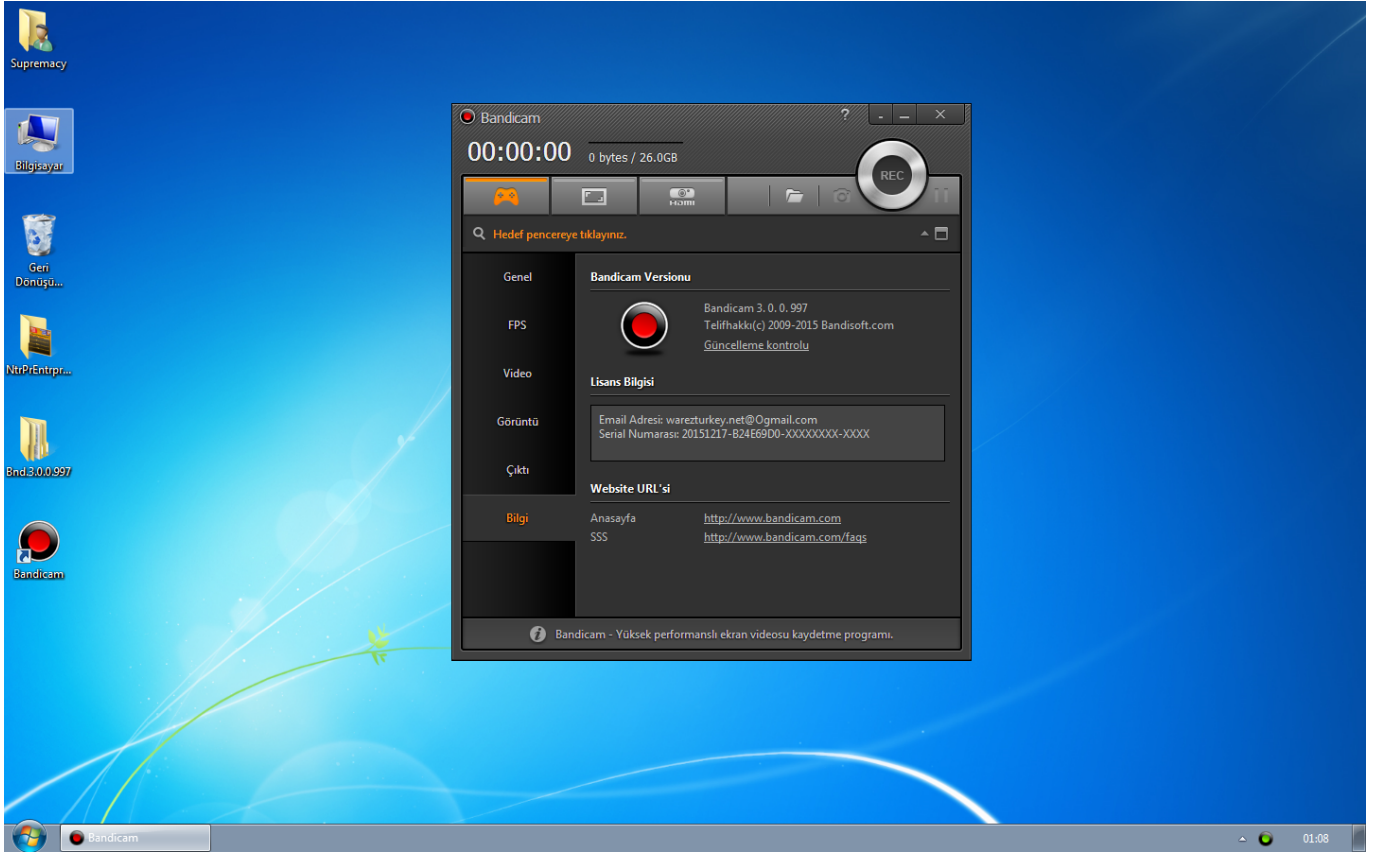 Supremacy
Bilgisayar
Geri
Dönüşü...
NtrPrEntrpr...
Bnd.3.0.0.997
Bandicam
Bandicam
?
00:00:00
0 bytes / 26.0GB
REC
HDMI
Hedef pencereye tıklayınız.
Genel
FPS
Video
Görüntü
Çıktı
Bilgi
Bandicam Versionu
Bandicam 3. 0. 0. 997
Telifhakkı(c) 2009-2015 Bandisoft.com
Güncelleme kontrolu
Lisans Bilgisi
Email Adresi: warezturkey.net@Ogmail.com
Serial Numarası: 20151217-B24E69D0-XXXXXXXX-XXXX
Website URL'si
Anasayfa http://www.bandicam.com
SSS http://www.bandicam.com/faqs
Bandicam - Yüksek performanslı ekran videosu kaydetme programı.
Bandicam
01:08